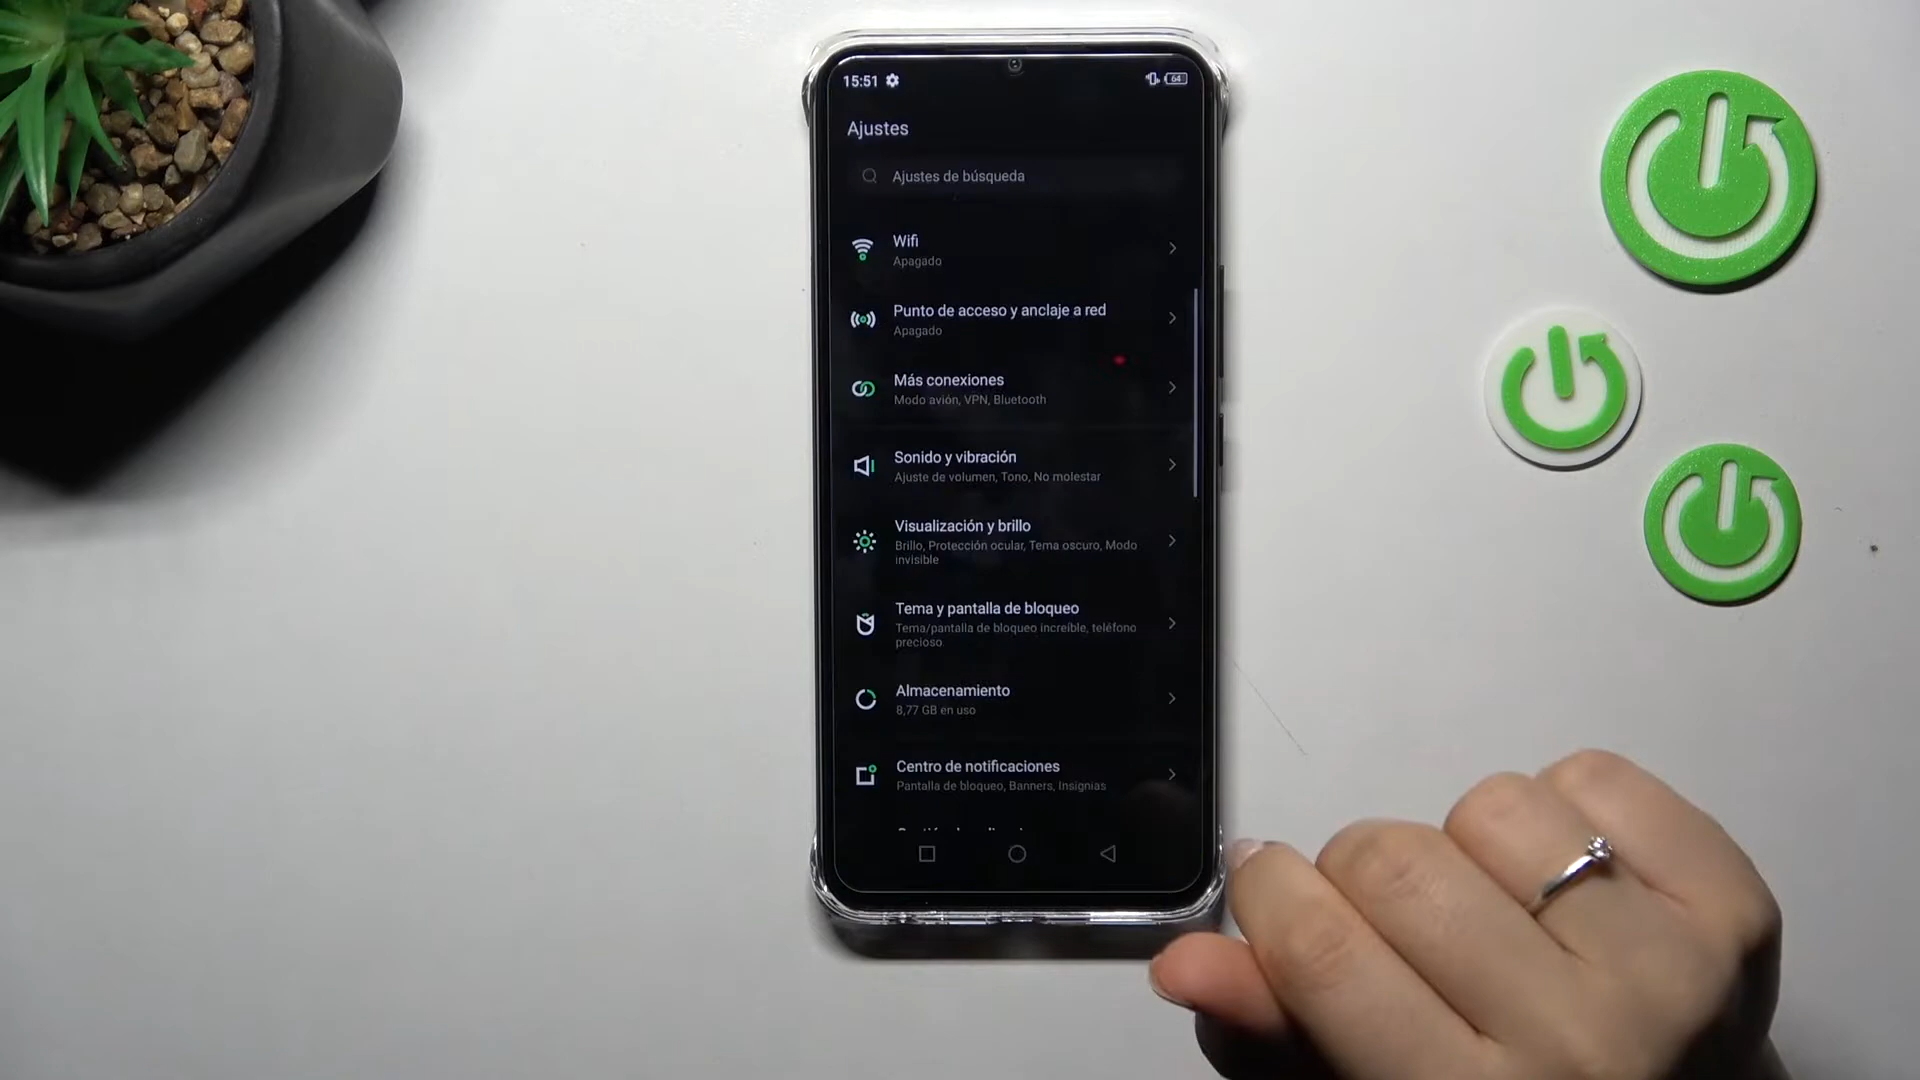 15:51
64
Ajustes
Ajustes de búsqueda
Wifi
Apagado
Punto de acceso y anclaje a red
Apagado
Más conexiones
Modo avión, VPN, Bluetooth
Sonido y vibración
Ajuste de volumen, Tono, No molestar
Visualización y brillo
Brillo, Protección ocular, Tema oscuro, Modo
invisible
Tema y pantalla de bloqueo
Tema/pantalla de bloqueo increíble, teléfono
precioso
Almacenamiento
8,77 GB en uso
Centro de notificaciones
Pantalla de bloqueo, Banners, Insignias